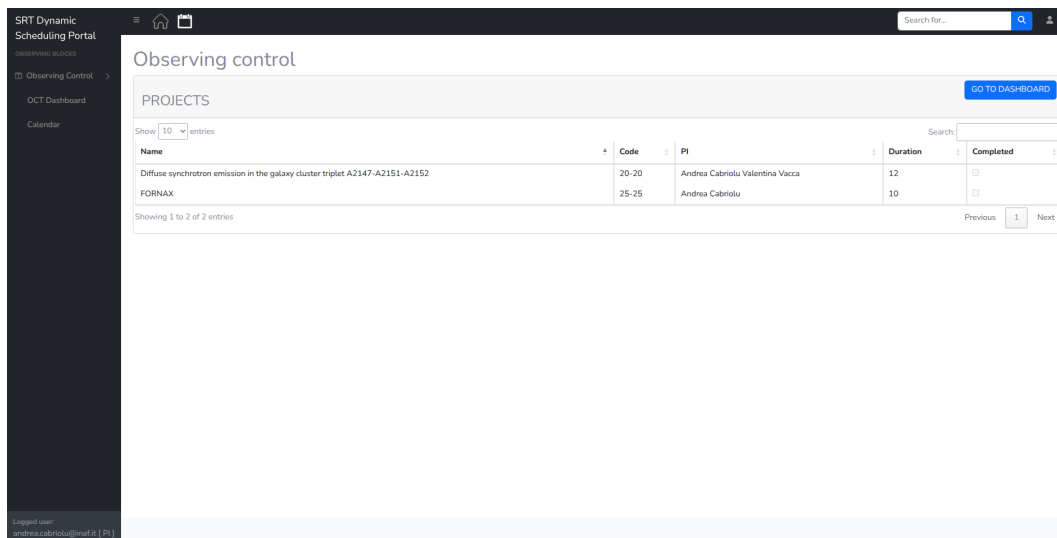 SRT Dynamic
Scheduling Portal
Search for...
OBSERVING BLOCKS
Observing Control
OCT Dashboard
Calendar
Observing control
PROJECTS
GO TO DASHBOARD
Show 10 entries
Search:
Name Code PI Duration Completed
Diffuse synchrotron emission in the galaxy cluster triplet A2147-A2151-A2152 20-20 Andrea Cabriolu Valentina Vacca 12
FORNAX 25-25 Andrea Cabriolu 10
Showing 1 to 2 of 2 entries
Previous 1 Next
Logged user:
andrea.cabriolu@inaf.it [ PI ]